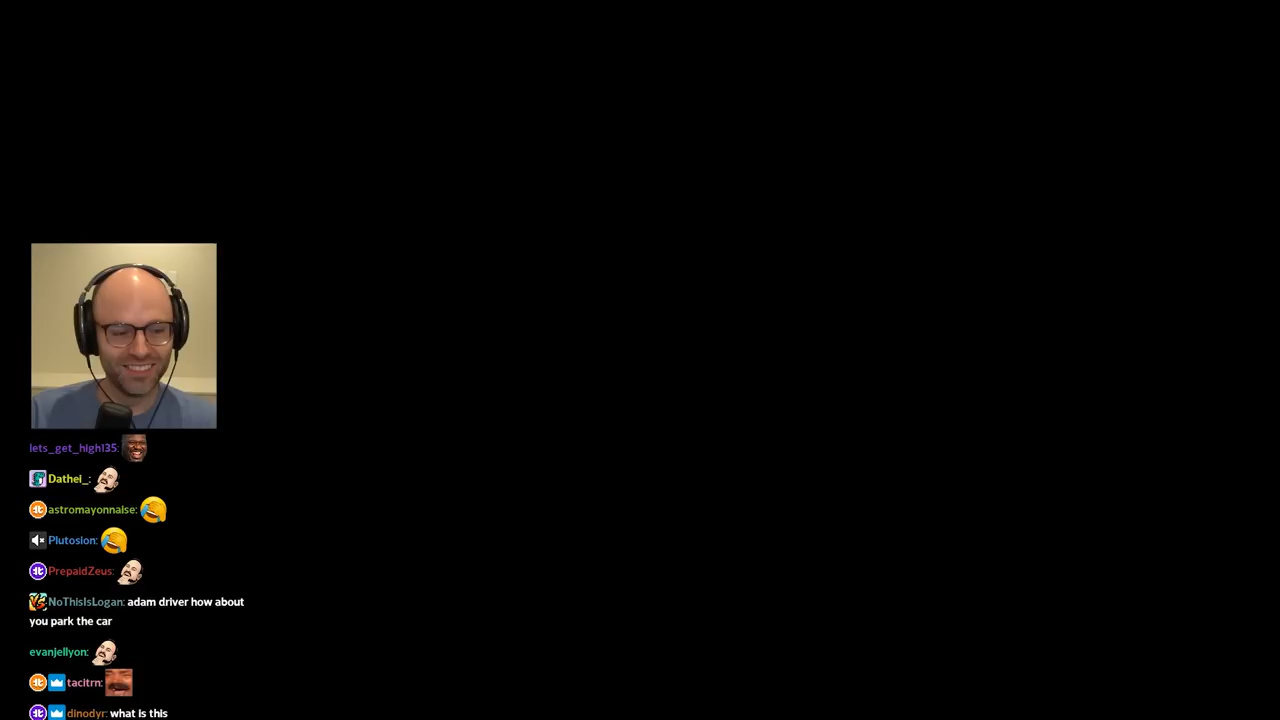 lets_get_high135:
Dathei_:
astromayonnaise:
Plutosion:
PrepaidZeus:
NoThisIsLogan: adam driver how about
you park the car
evanjellyon:
tacitrn:
dinodyr: what is this